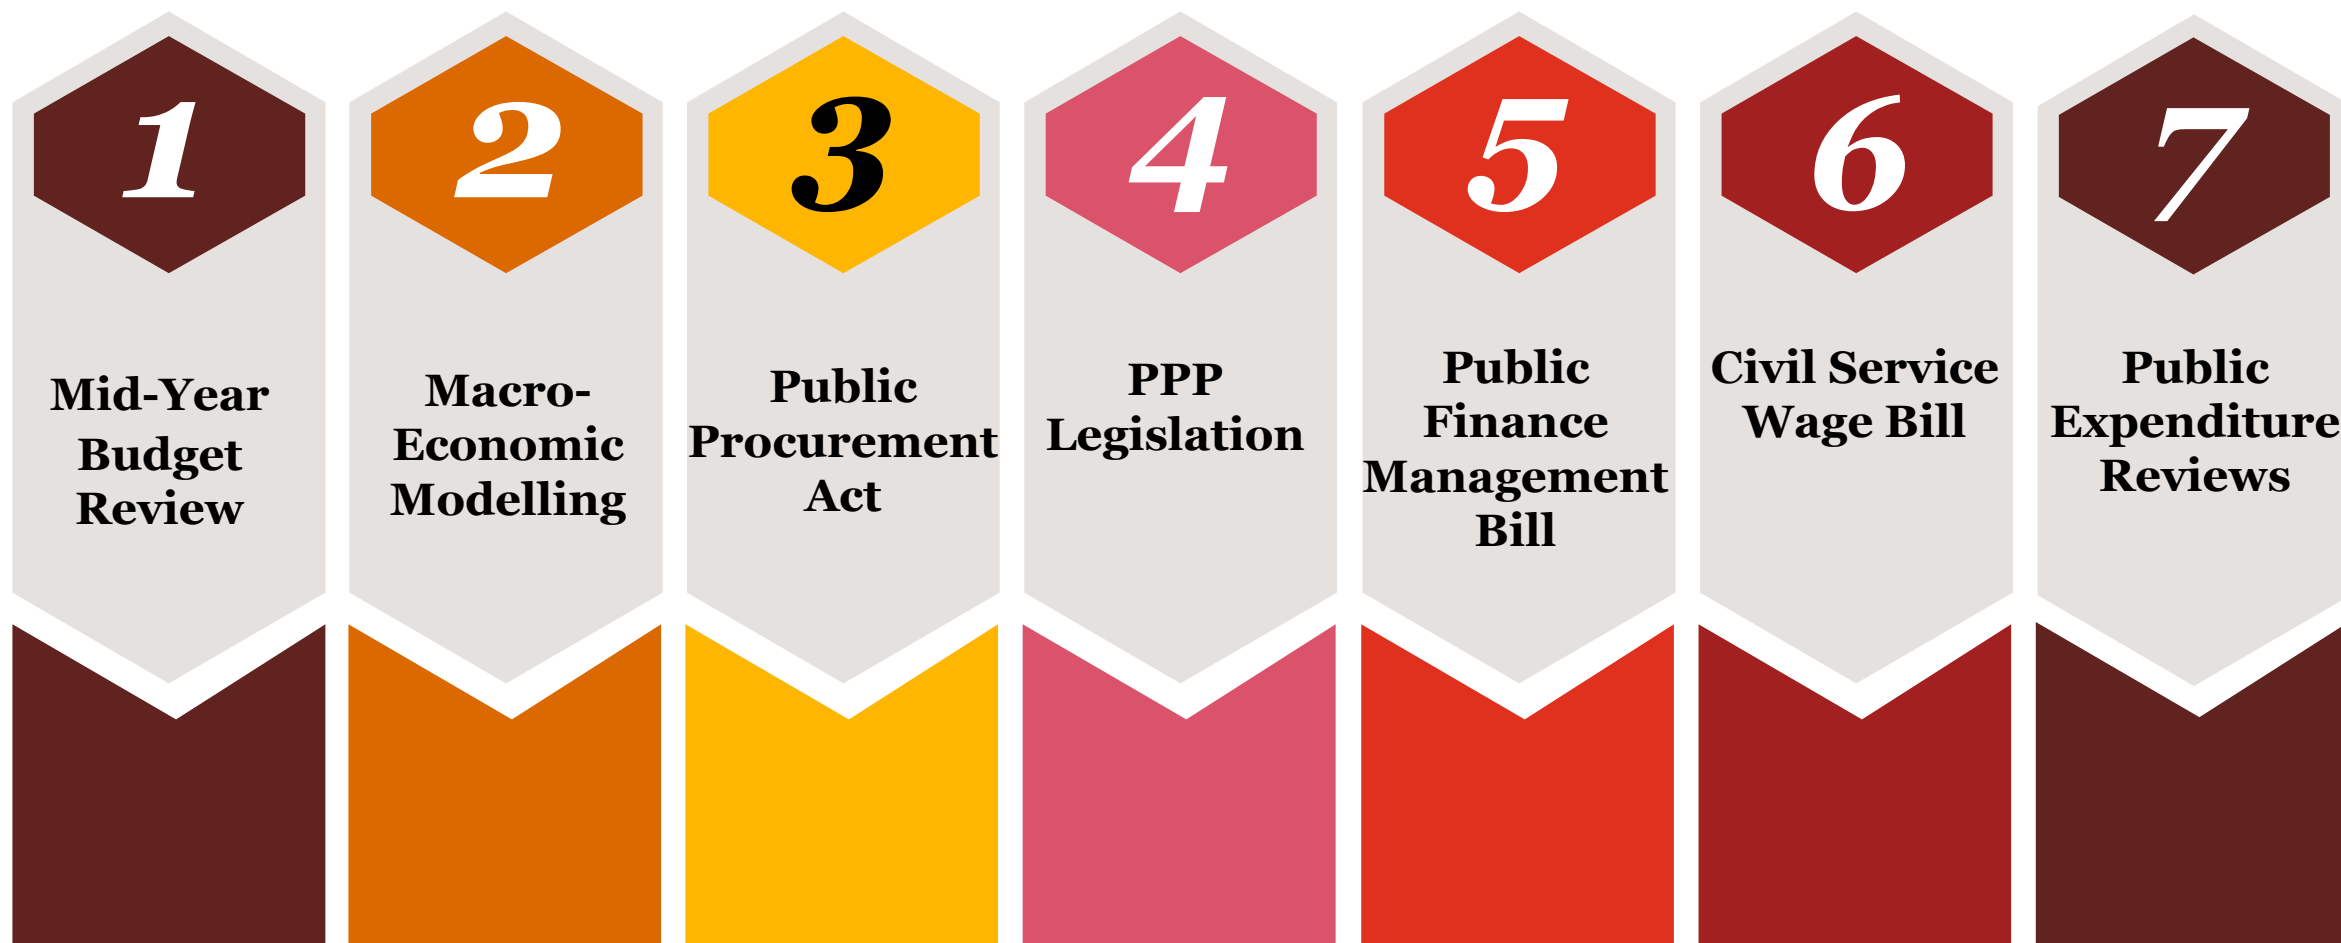 1
Mid-Year
Budget
Review
2
Macro-
Economic
Modelling
3
Public
Procurement
Act
4
PPP
Legislation
5
Public
Finance
Management
Bill
6
Civil Service
Wage Bill
7
Public
Expenditure
Reviews